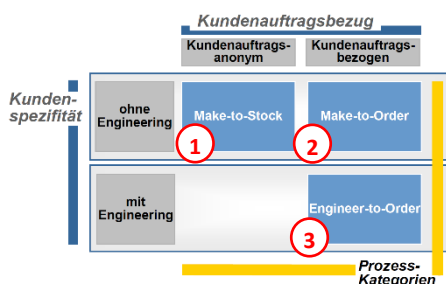 Kundenauftragsbezug
Kundenauftrags-
anonym
Kundenauftrags-
bezogen
Kunden-
spezifität
ohne
Engineering
Make-to-Stock
Make-to-Order
1
2
mit
Engineering
Engineer-to-Order
3
Prozess-
Kategorien